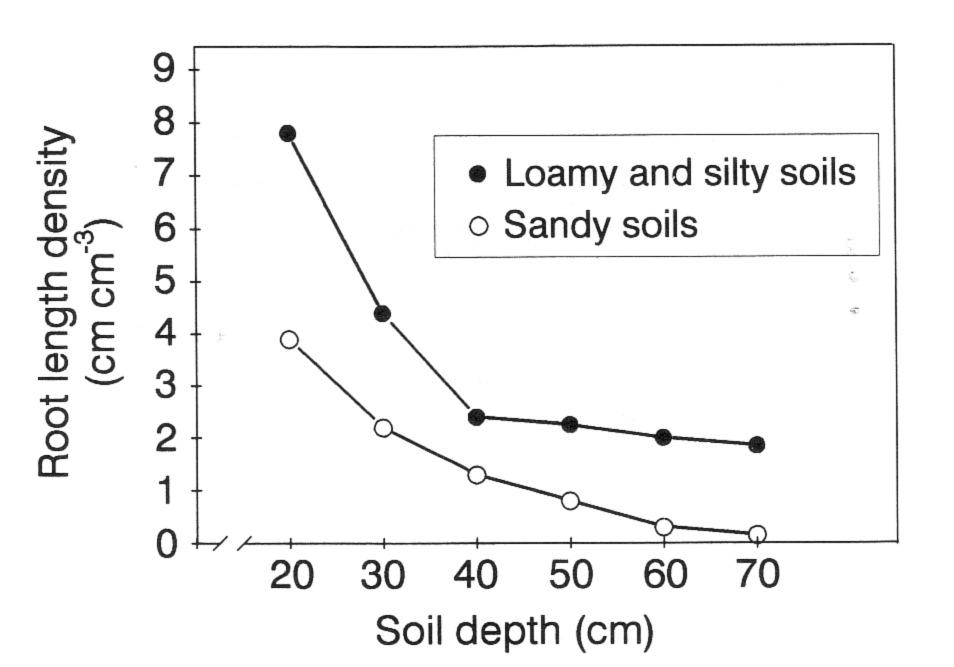 9
8
7
6
5
4
3
2
1
0
Root length density
(cm cm-3)
Loamy and silty soils
Sandy soils
20 30 40 50 60 70
Soil depth (cm)